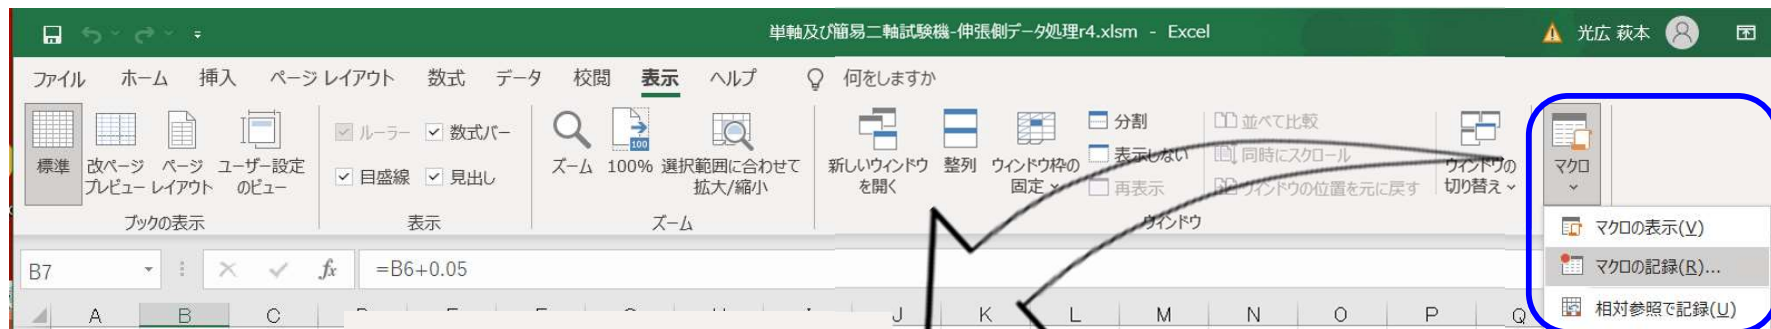 単軸及び簡易二軸試験機-伸張側データ処理r4.xlsm - Excel
光広 萩本
ファイル ホーム 挿入 ページ レイアウト 数式 データ 校閲 表示 ヘルプ 何をしますか
標準
改ページ プレビュー
ページ レイアウト
ユーザー設定 のビュー
ブックの表示
ルーラー 数式バー
目盛線 見出し
表示
ズーム
100
100%
選択範囲に合わせて
拡大/縮小
ズーム
新しいウィンドウ
を開く
整列
ウィンドウ枠の
固定
分割
表示しない
再表示
並べて比較
同時にスクロール
ウィンドウの位置を元に戻す
ウィンドウの
切り替え
ウィンドウ
マクロ
マクロの表示(V)
マクロの記録(R)...
相対参照で記録(U)
B7 fx =B6+0.05
A B C J K L M N O P Q